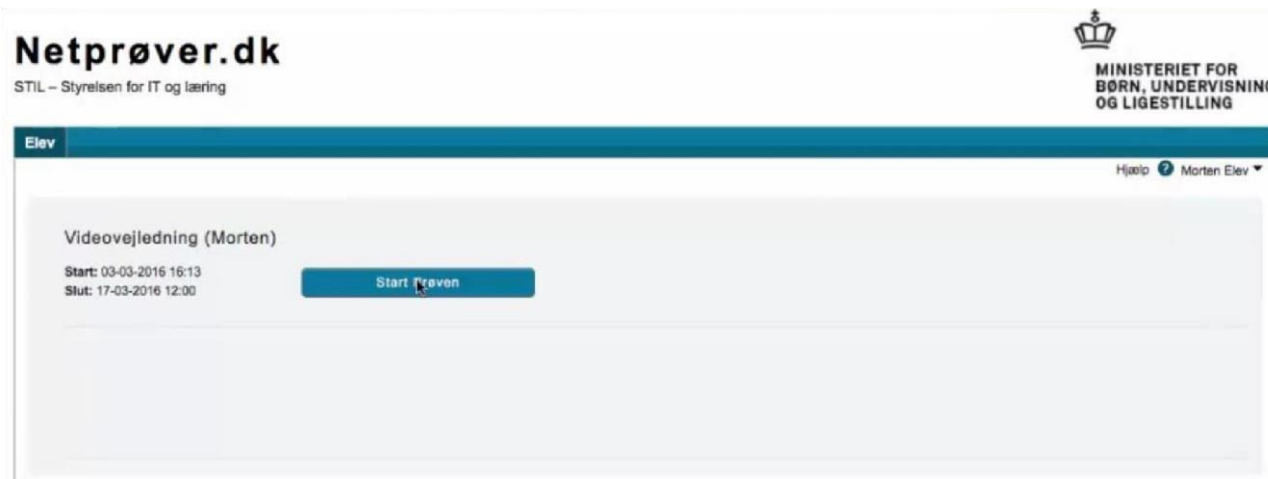 Netprøver.dk
STIL – Styrelsen for IT og læring
MINISTERIET FOR
BØRN, UNDERVISNING
OG LIGESTILLING
Elev
Hjælp ? Morten Elev
Videovejledning (Morten)
Start: 03-03-2016 16:13
Slut: 17-03-2016 12:00
Start Prøven